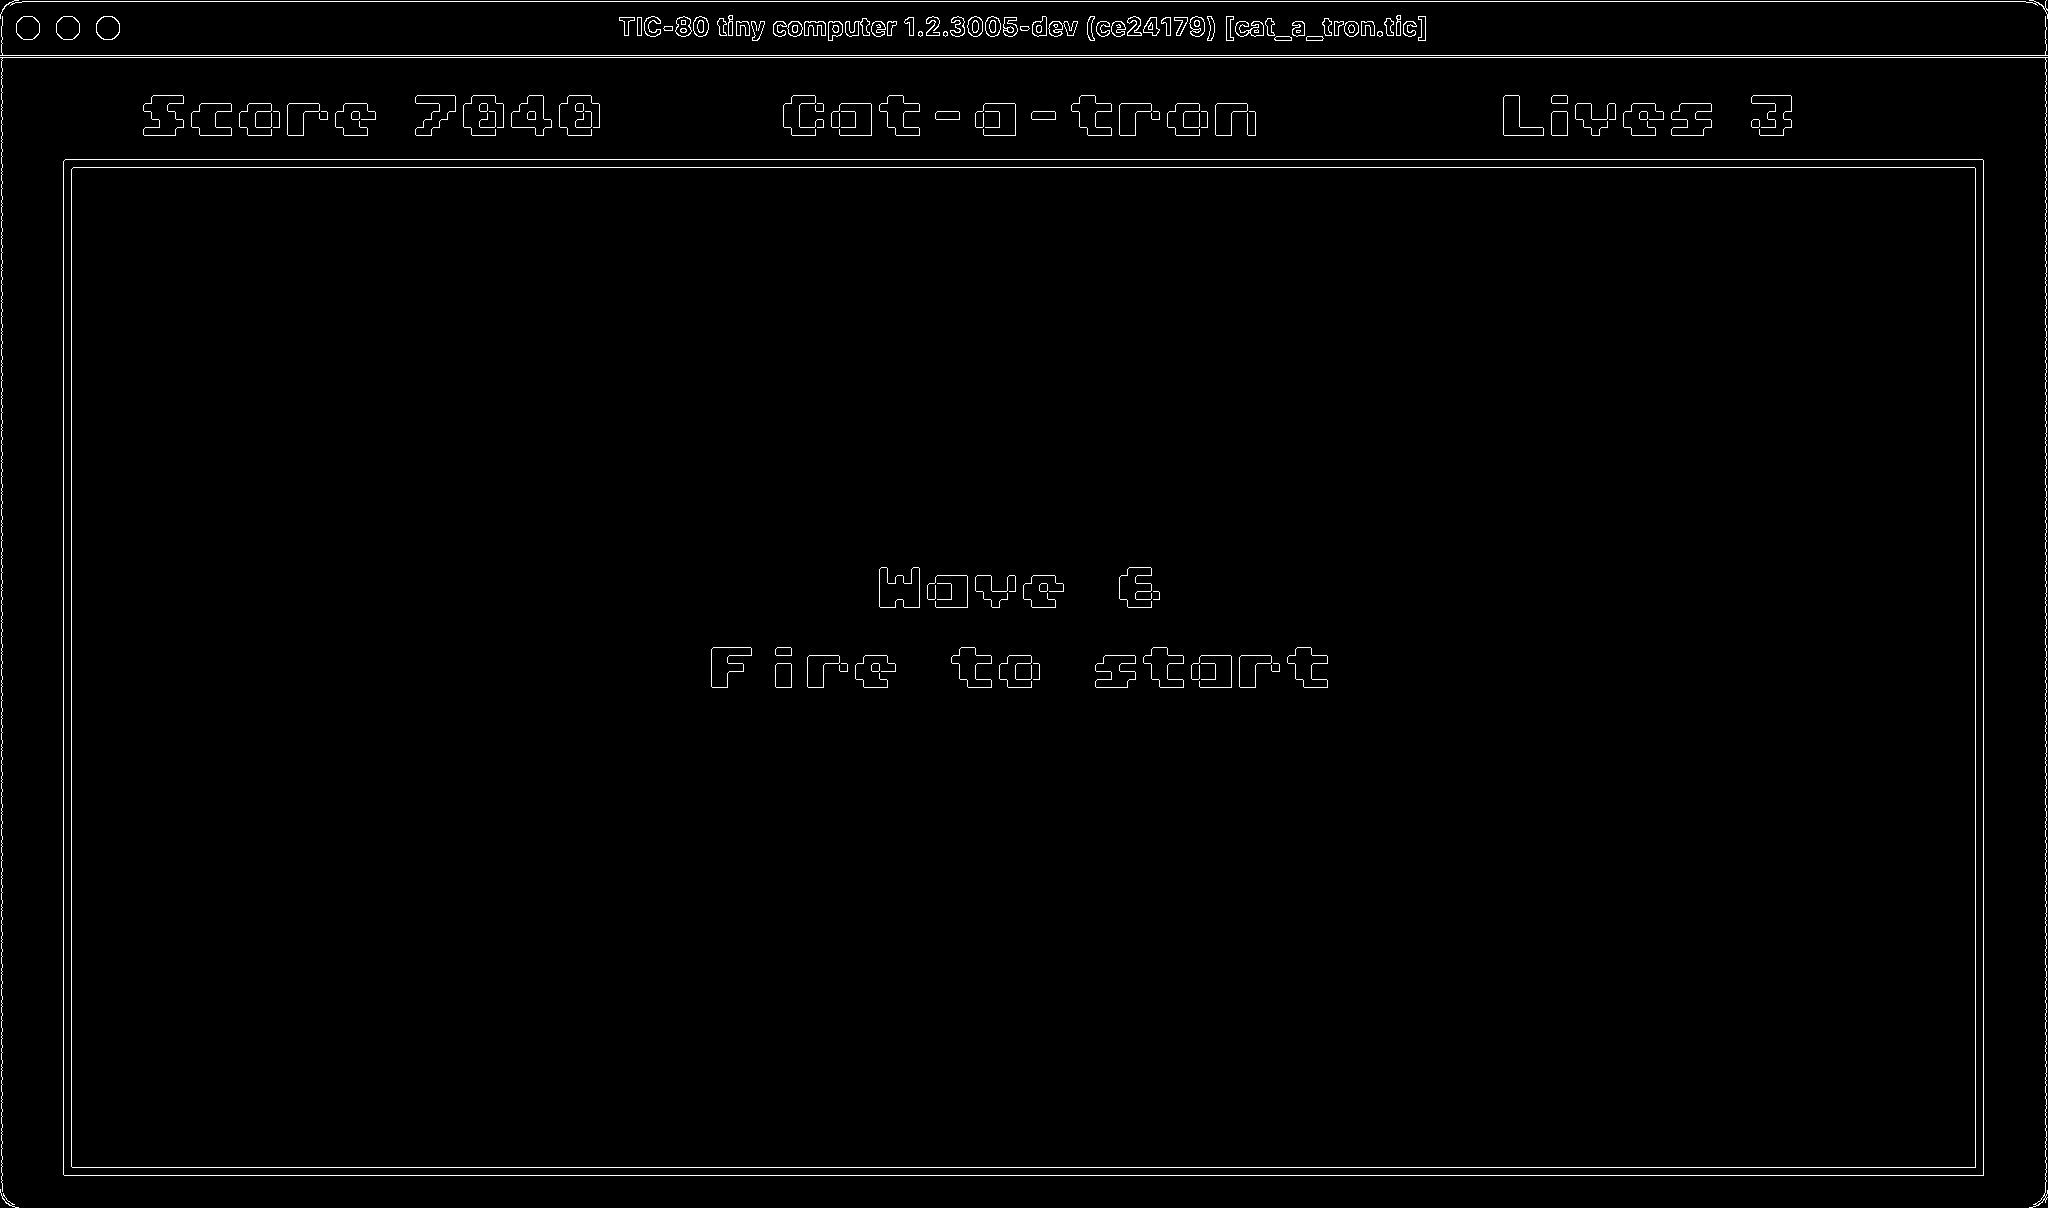 TIC-80 tiny computer 1.2.3005-dev (ce24179) [cat_a_tron.tic]
Score 7040 Cat-a-tron Lives 3
Wave 6
Fire to start